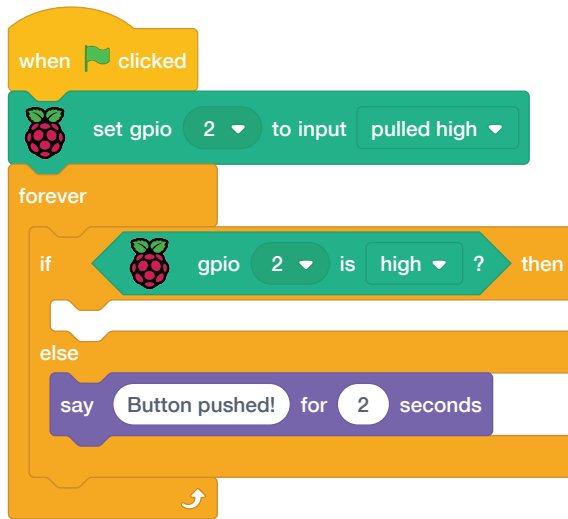 when clicked
set gpio 2 to input pulled high
forever
if gpio 2 is high ? then
else
say Button pushed! for 2 seconds